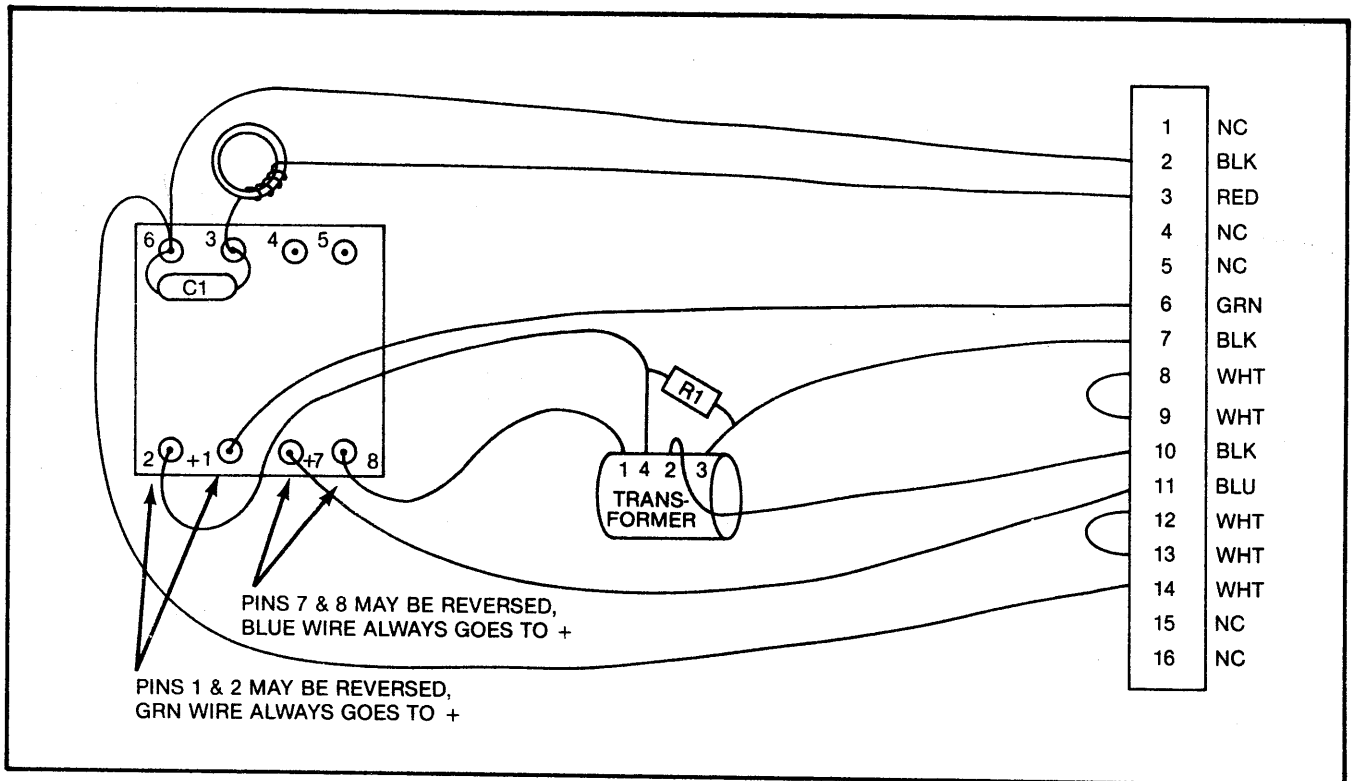 1 NC
2 BLK
3 RED
4 NC
5 NC
6 GRN
7 BLK
8 WHT
9 WHT
10 BLK
11 BLU
12 WHT
13 WHT
14 WHT
15 NC
16 NC
6 3 4 5
C1
R1
2 +1 +7 8
1 4 2 3
TRANS-
FORMER
PINS 7 & 8 MAY BE REVERSED,
BLUE WIRE ALWAYS GOES TO +
PINS 1 & 2 MAY BE REVERSED,
GRN WIRE ALWAYS GOES TO +